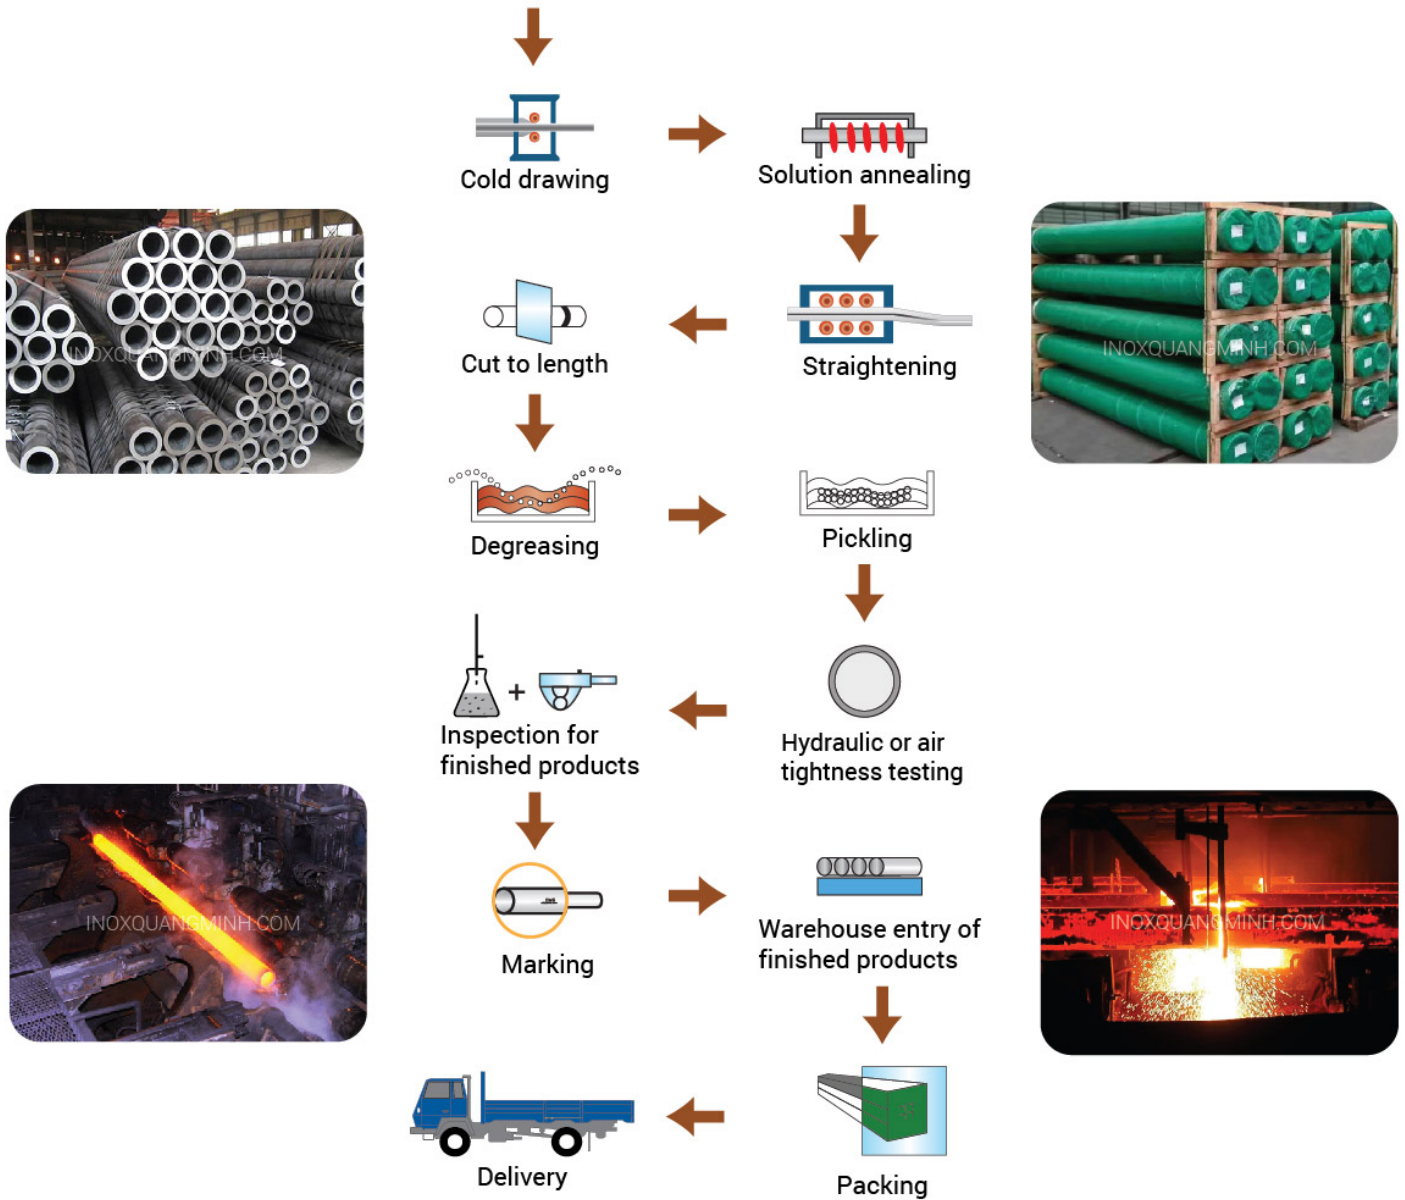 Cold drawing
Solution annealing
Cut to length
Straightening
INOXQUANGMINH.COM
INOXQUANGMINH.COM
Degreasing
Pickling
Inspection for
finished products
Hydraulic or air
tightness testing
INOXQUANGMINH.COM
INOXQUANGMINH.COM
Marking
Warehouse entry of
finished products
Delivery
Packing